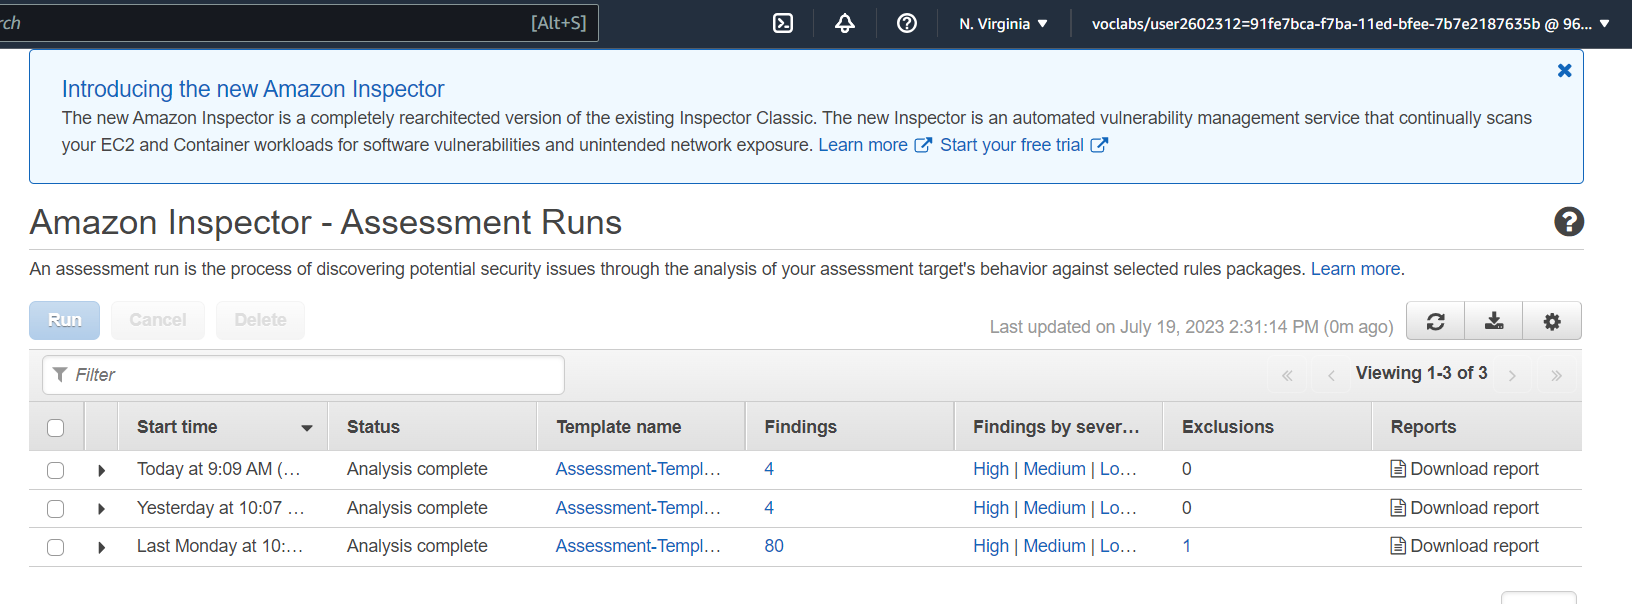 rch [Alt+S] N. Virginia voclabs/user2602312=91fe7bca-f7ba-11ed-bfee-7b7e2187635b @ 96...
Introducing the new Amazon Inspector
The new Amazon Inspector is a completely rearchitected version of the existing Inspector Classic. The new Inspector is an automated vulnerability management service that continually scans
your EC2 and Container workloads for software vulnerabilities and unintended network exposure. Learn more Start your free trial
Amazon Inspector - Assessment Runs
An assessment run is the process of discovering potential security issues through the analysis of your assessment target's behavior against selected rules packages. Learn more.
Run Cancel Delete Last updated on July 19, 2023 2:31:14 PM (0m ago)
Filter « ‹ Viewing 1-3 of 3 › »
Start time Status Template name Findings Findings by sever... Exclusions Reports
Today at 9:09 AM (... Analysis complete Assessment-Templ... 4 High | Medium | Lo... 0 Download report
Yesterday at 10:07 ... Analysis complete Assessment-Templ... 4 High | Medium | Lo... 0 Download report
Last Monday at 10:... Analysis complete Assessment-Templ... 80 High | Medium | Lo... 1 Download report